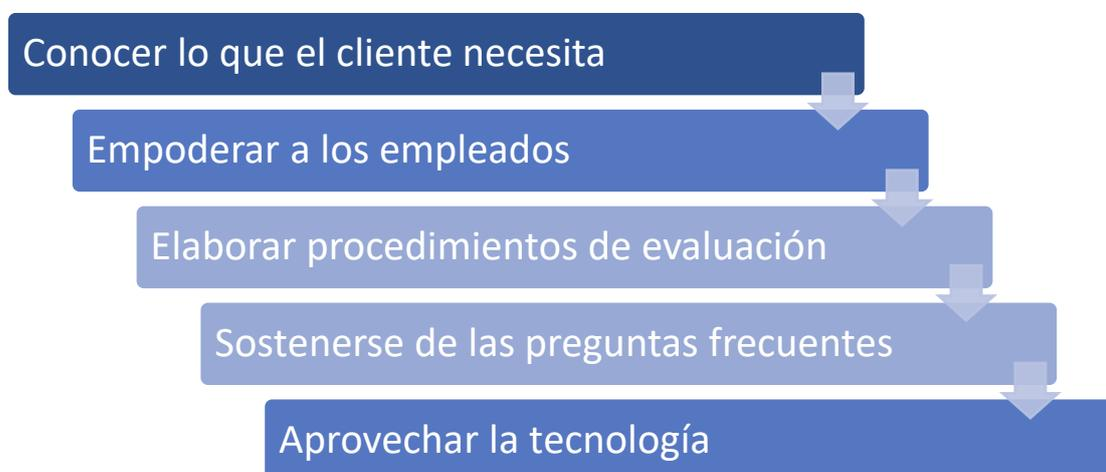 Conocer lo que el cliente necesita
Empoderar a los empleados
Elaborar procedimientos de evaluación
Sostenerse de las preguntas frecuentes
Aprovechar la tecnología